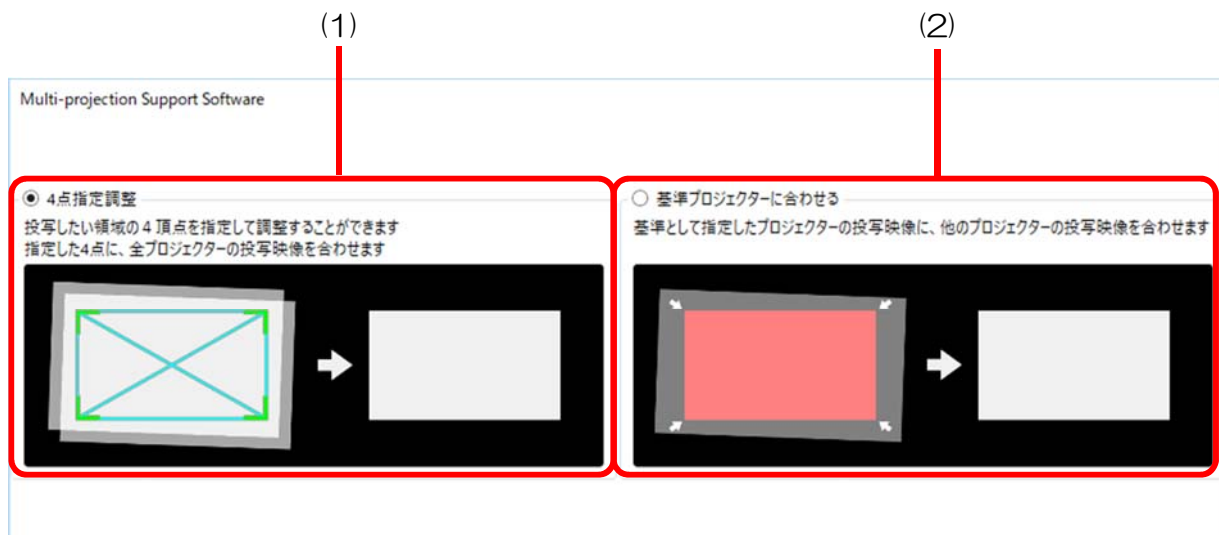 (1)
(2)
Multi-projection Support Software
4点指定調整
投写したい領域の4頂点を指定して調整することができます
指定した4点に、全プロジェクターの投写映像を合わせます
基準プロジェクターに合わせる
基準として指定したプロジェクターの投写映像に、他のプロジェクターの投写映像を合わせます